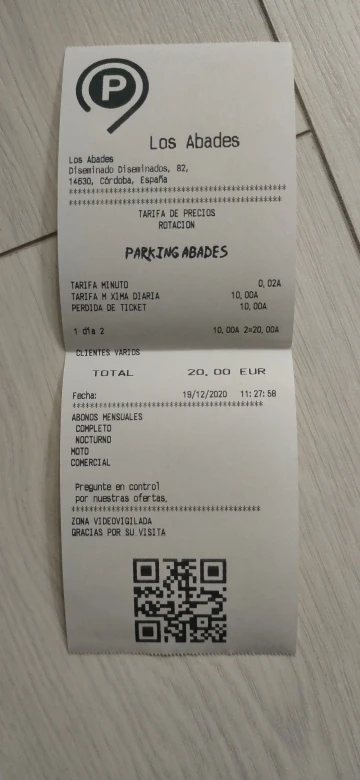 P
Los Abades
Los Abades
Diseminado Diseminados, 82,
14630, Córdoba, España
****************************************************
****************************************************
TARIFA DE PRECIOS
ROTACION
PARKING ABADES
TARIFA MINUTO 0,02A
TARIFA M XIMA DIARIA 10,00A
PERDIDA DE TICKET 10,00A
1 dia 2 10,00A 2=20,00A
CLIENTES VARIOS
TOTAL 20,00 EUR
Fecha: 19/12/2020 11:27:58
******************************************
ABONOS MENSUALES
COMPLETO
NOCTURNO
MOTO
COMERCIAL
Pregunte en control
por nuestras ofertas,
******************************************
ZONA VIDEOVIGILADA
GRACIAS POR SU VISITA